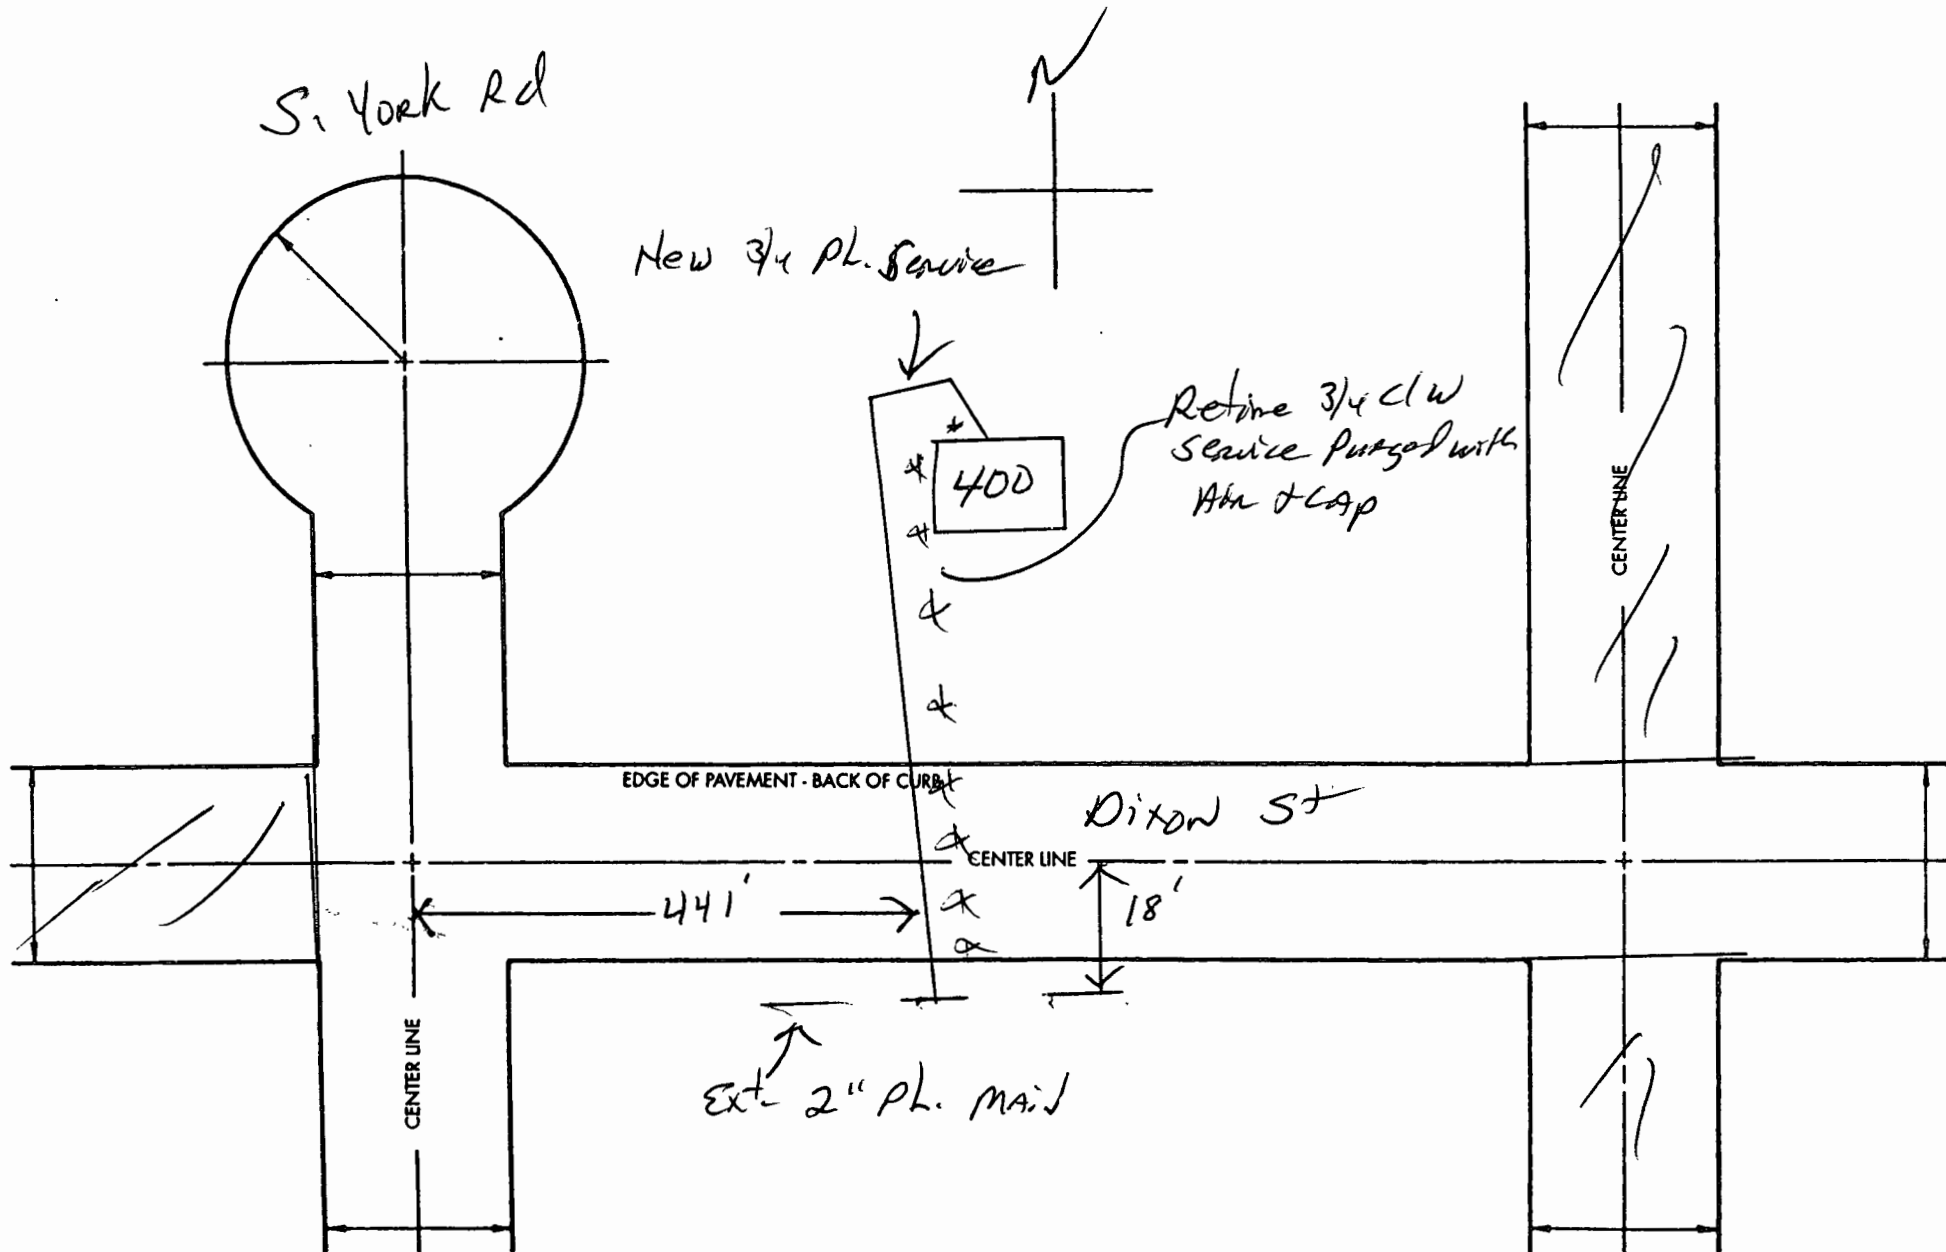 S. York Rd
N
New 3/4 PL. Service
Retire 3/4 C/W
Service Purged with
Air & Cap
400
CENTER LINE
EDGE OF PAVEMENT - BACK OF CURB
Dixon St
CENTER LINE
441'
18'
CENTER LINE
Ext- 2" PL. Main